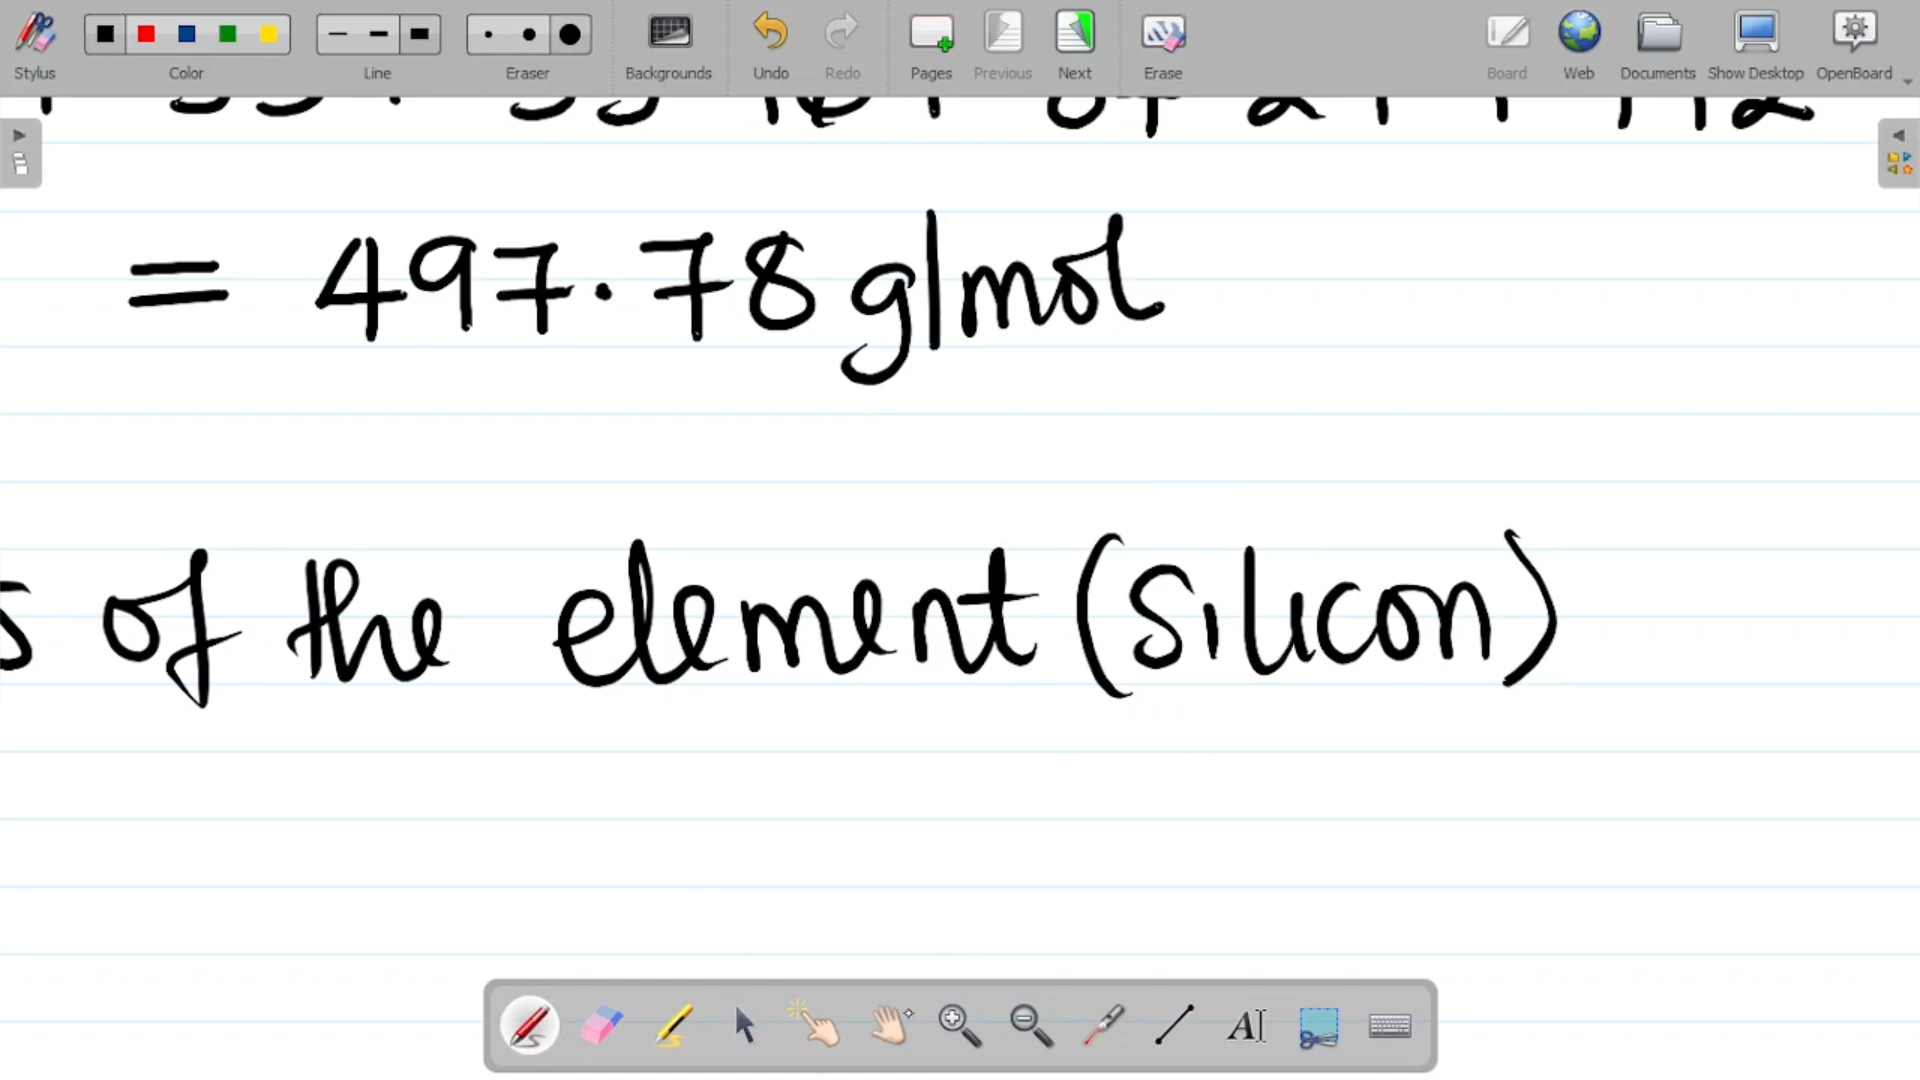 Stylus Color Line Eraser Backgrounds Undo Redo Pages Previous Next Erase Board Web Documents Show Desktop OpenBoard
= 497.78 g/mol
of the element (Silicon)